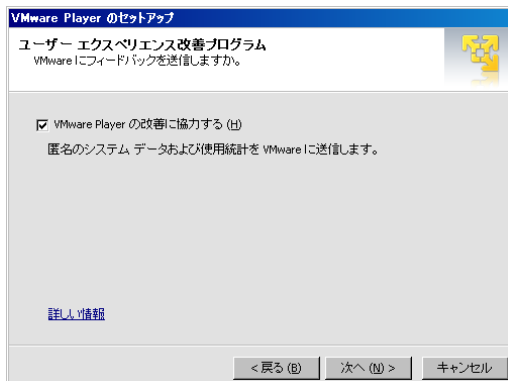 VMware Player のセットアップ
ユーザー エクスペリエンス改善プログラム
VMware にフィードバックを送信しますか。
VMware Player の改善に協力する (H)
匿名のシステム データおよび使用統計を VMware に送信します。
詳しい情報
< 戻る (B)
次へ (N) >
キャンセル